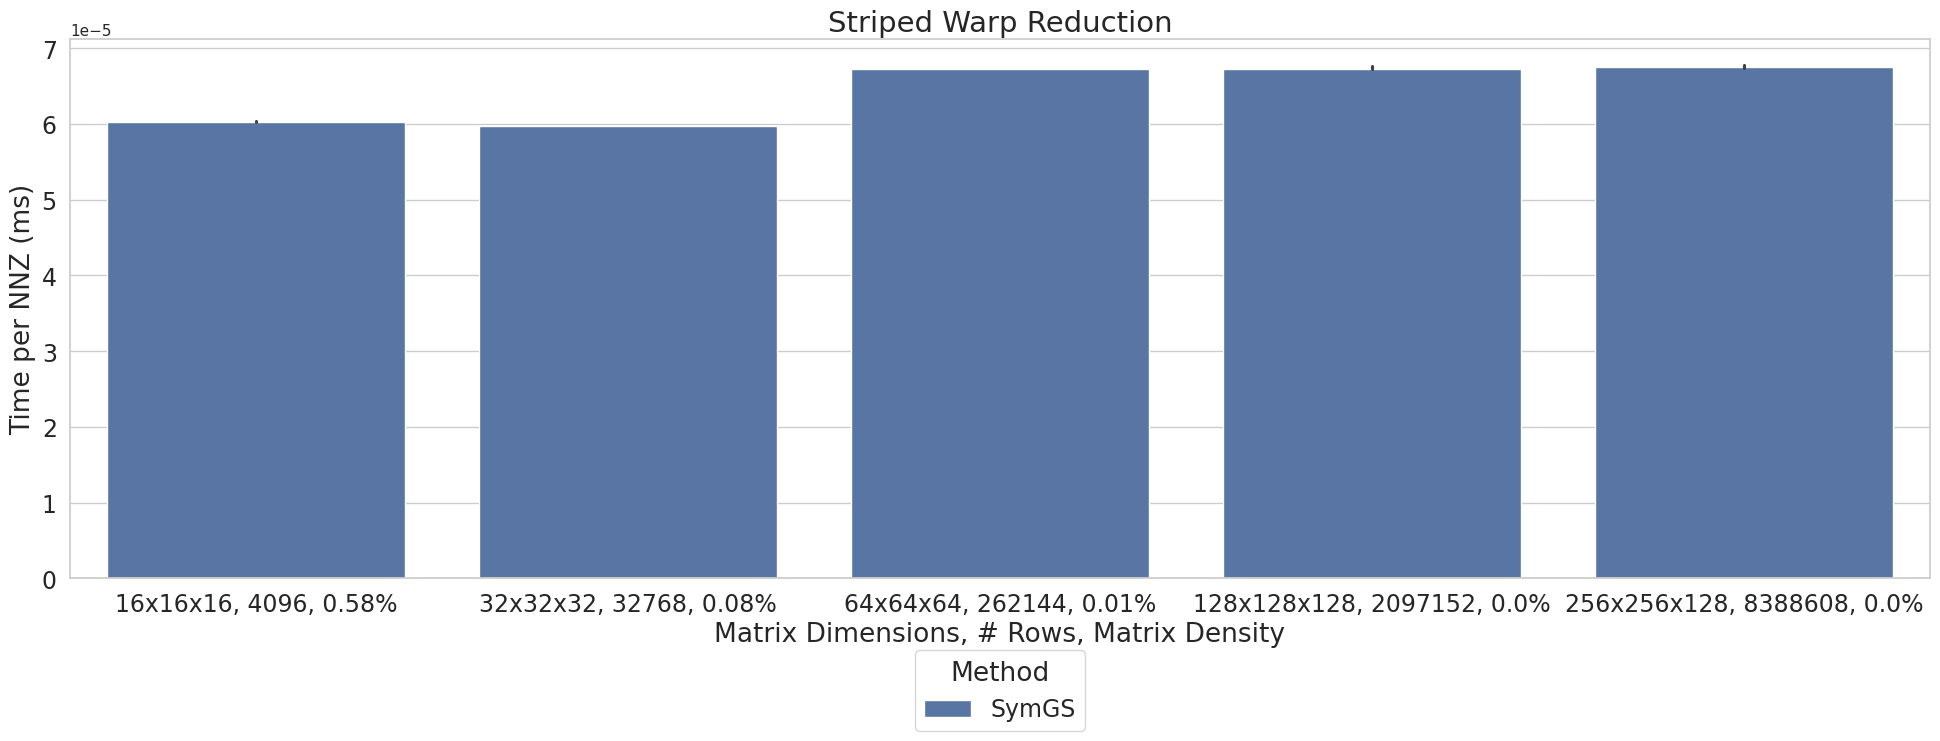 Striped Warp Reduction
1e−5
7
6
5
4
3
2
1
0
Time per NNZ (ms)
16x16x16, 4096, 0.58% 32x32x32, 32768, 0.08% 64x64x64, 262144, 0.01% 128x128x128, 2097152, 0.0% 256x256x128, 8388608, 0.0%
Matrix Dimensions, # Rows, Matrix Density
Method
SymGS